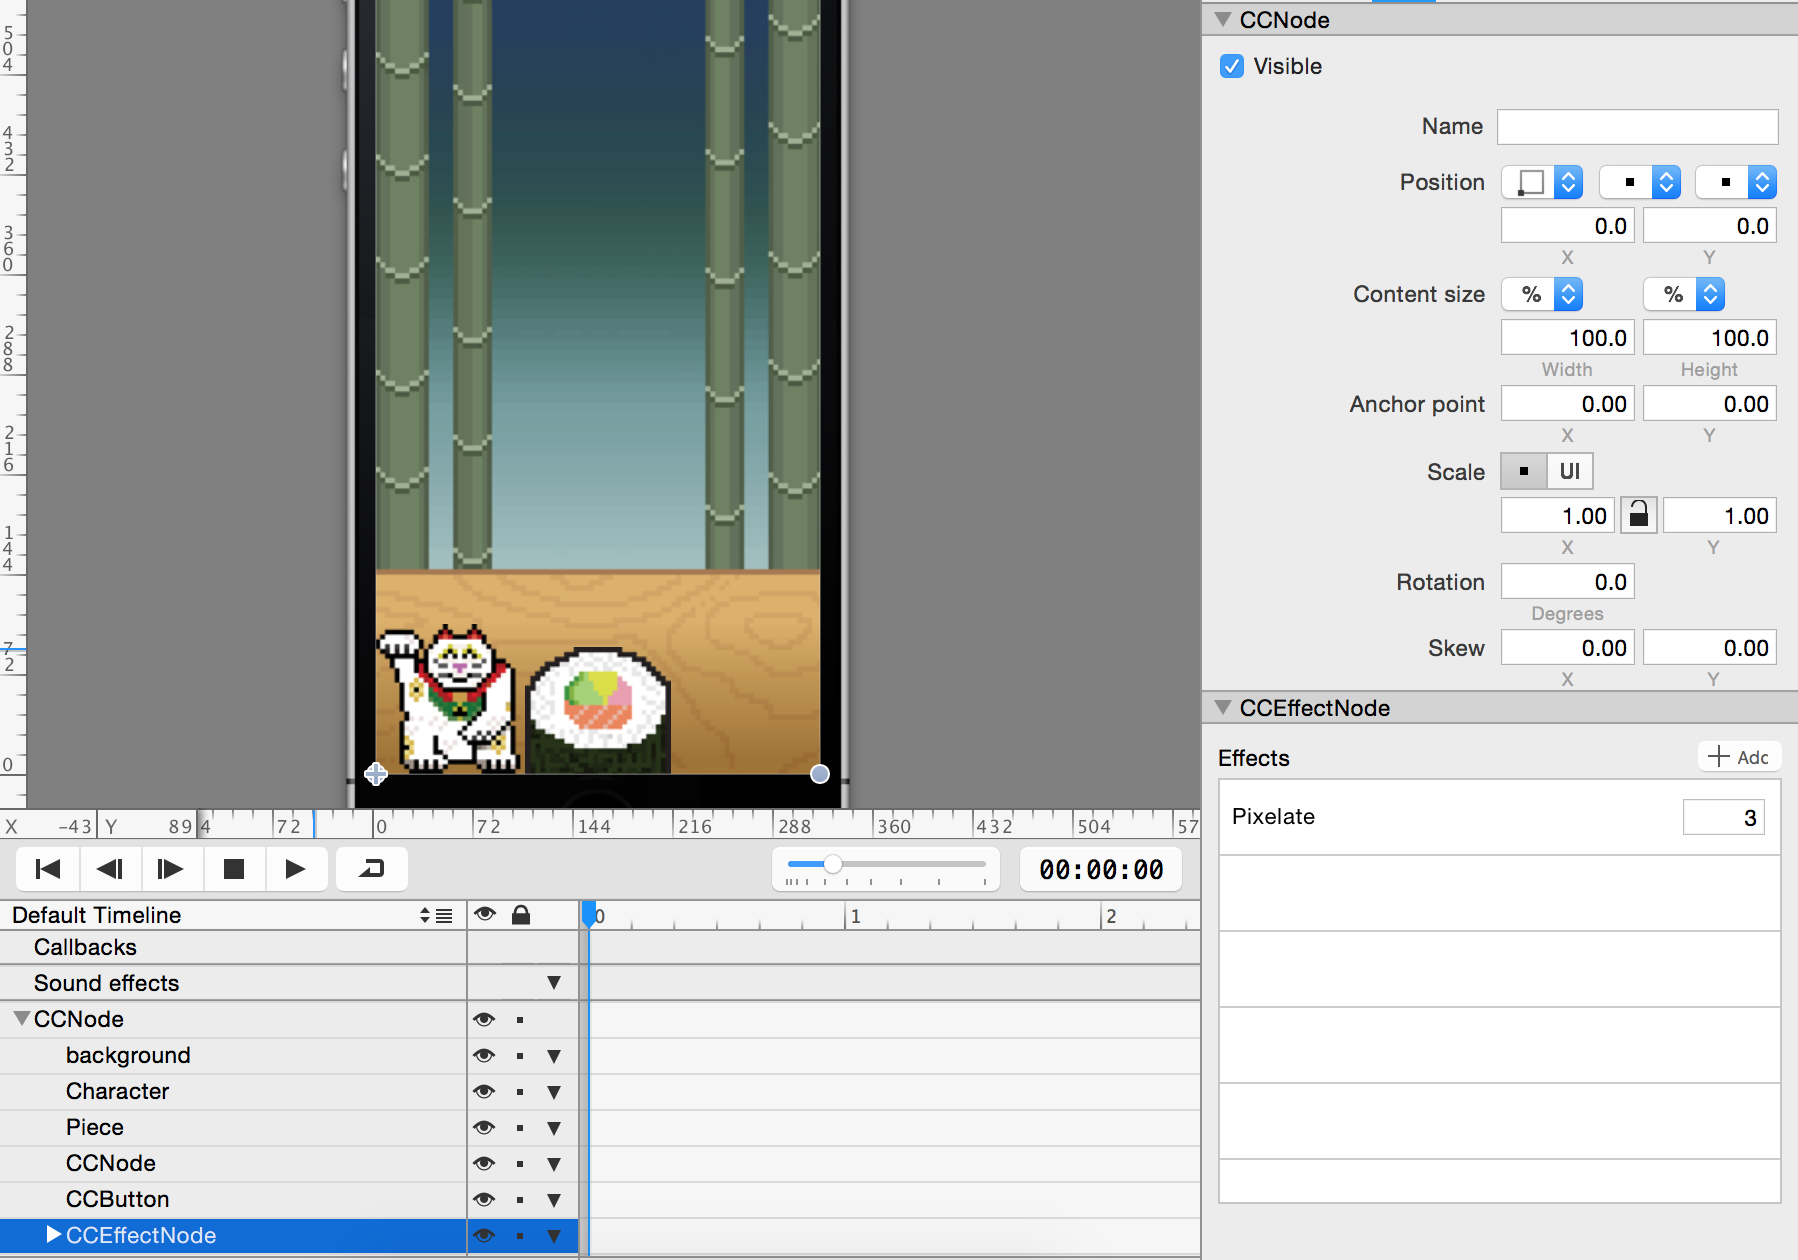 504
432
360
288
216
144
72
0
X -43 Y 89 4 72 0 72 144 216 288 360 432 504 57
00:00:00
Default Timeline 0 1 2
Callbacks
Sound effects
CCNode
background
Character
Piece
CCNode
CCButton
CCEffectNode
CCNode
Visible
Name
Position
0.0 0.0
X Y
Content size % %
100.0 100.0
Width Height
Anchor point 0.00 0.00
X Y
Scale UI
1.00 1.00
X Y
Rotation 0.0
Degrees
Skew 0.00 0.00
X Y
CCEffectNode
Effects Add
Pixelate 3